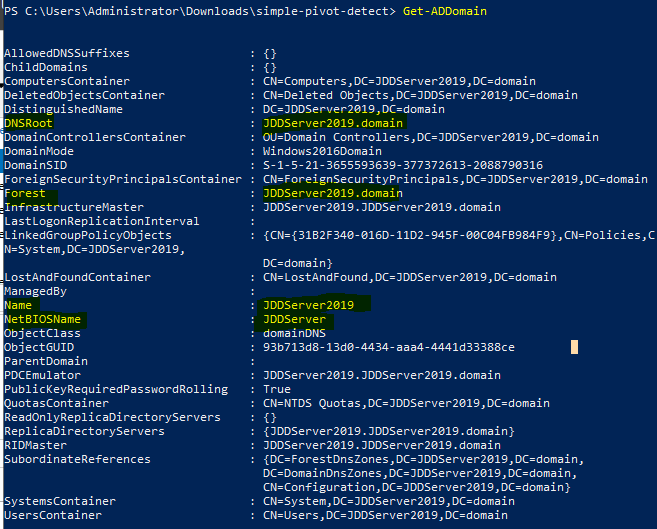 PS C:\Users\Administrator\Downloads\simple-pivot-detect> Get-ADDomain
AllowedDNSSuffixes : {}
ChildDomains : {}
ComputersContainer : CN=Computers,DC=JDDServer2019,DC=domain
DeletedObjectsContainer : CN=Deleted Objects,DC=JDDServer2019,DC=domain
DistinguishedName : DC=JDDServer2019,DC=domain
DNSRoot : JDDServer2019.domain
DomainControllersContainer : OU=Domain Controllers,DC=JDDServer2019,DC=domain
DomainMode : Windows2016Domain
DomainSID : S-1-5-21-3655593639-377372613-2088790316
ForeignSecurityPrincipalsContainer : CN=ForeignSecurityPrincipals,DC=JDDServer2019,DC=domain
Forest : JDDServer2019.domain
InfrastructureMaster : JDDServer2019.JDDServer2019.domain
LastLogonReplicationInterval :
LinkedGroupPolicyObjects : {CN={31B2F340-016D-11D2-945F-00C04FB984F9},CN=Policies,C
N=System,DC=JDDServer2019,
DC=domain}
LostAndFoundContainer : CN=LostAndFound,DC=JDDServer2019,DC=domain
ManagedBy :
Name : JDDServer2019
NetBIOSName : JDDServer
ObjectClass : domainDNS
ObjectGUID : 93b713d8-13d0-4434-aaa4-4441d33388ce
ParentDomain :
PDCEmulator : JDDServer2019.JDDServer2019.domain
PublicKeyRequiredPasswordRolling : True
QuotasContainer : CN=NTDS Quotas,DC=JDDServer2019,DC=domain
ReadOnlyReplicaDirectoryServers : {}
ReplicaDirectoryServers : {JDDServer2019.JDDServer2019.domain}
RIDMaster : JDDServer2019.JDDServer2019.domain
SubordinateReferences : {DC=ForestDnsZones,DC=JDDServer2019,DC=domain,
DC=DomainDnsZones,DC=JDDServer2019,DC=domain,
CN=Configuration,DC=JDDServer2019,DC=domain}
SystemsContainer : CN=System,DC=JDDServer2019,DC=domain
UsersContainer : CN=Users,DC=JDDServer2019,DC=domain